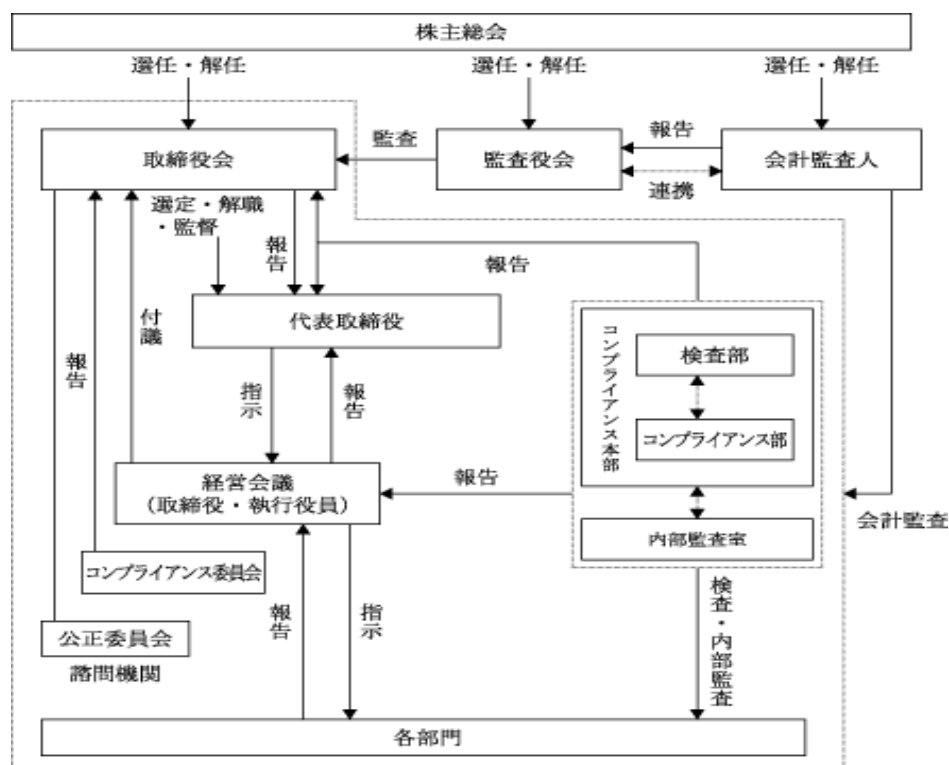 株主総会
選任・解任
選任・解任
選任・解任
取締役会
監査
監査役会
報告
連携
会計監査人
選定・解職
・監督
報告
報告
代表取締役
付議
報告
指示
報告
コンプライアンス本部
検査部
コンプライアンス部
経営会議
(取締役・執行役員)
報告
内部監査室
会計監査
コンプライアンス委員会
公正委員会
諮問機関
報告
指示
検査・内部監査
各部門